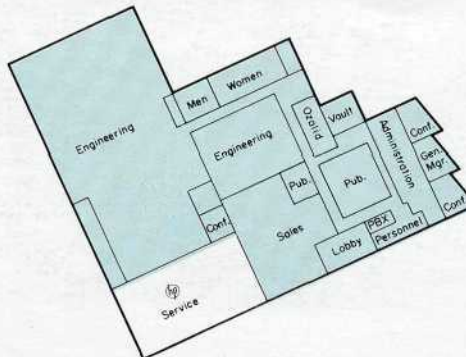 Men
Women
Engineering
Engineering
Ozalid
Vault
Administration
Conf.
Gen.
Mgr.
Conf.
Pub.
Pub.
Conf.
Sales
PBX
Lobby
Personnel
hp
Service